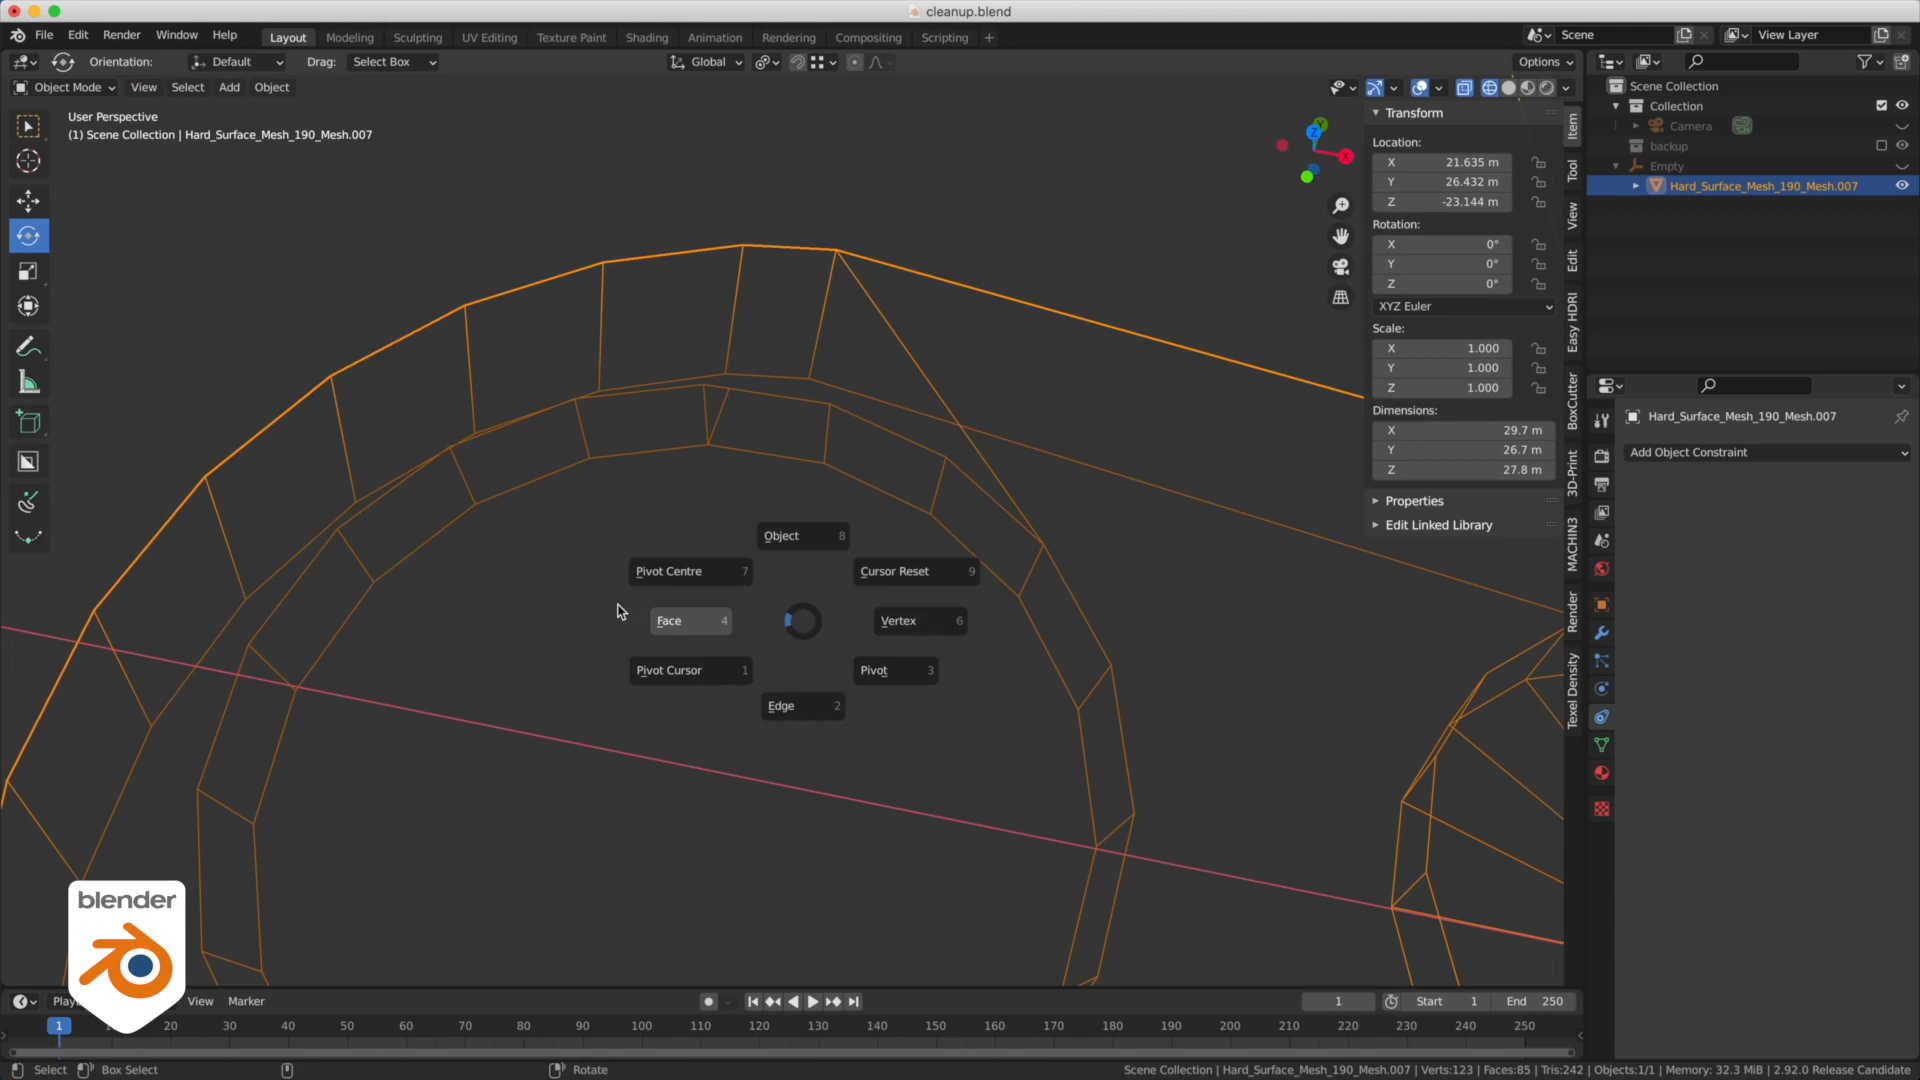 cleanup.blend
File Edit Render Window Help Layout Modeling Sculpting UV Editing Texture Paint Shading Animation Rendering Compositing Scripting + Scene View Layer
Orientation: Default Drag: Select Box Global Options
Object Mode View Select Add Object
User Perspective
(1) Scene Collection | Hard_Surface_Mesh_190_Mesh.007
Z
Y
X
Transform
Location:
X 21.635 m
Y 26.432 m
Z -23.144 m
Rotation:
X 0°
Y 0°
Z 0°
XYZ Euler
Scale:
X 1.000
Y 1.000
Z 1.000
Dimensions:
X 29.7 m
Y 26.7 m
Z 27.8 m
Properties
Edit Linked Library
Item
Tool
View
Edit
Easy HDRI
BoxCutter
3D-Print
MACHIN3
Render
Texel Density
Scene Collection
Collection
Camera
backup
Empty
Hard_Surface_Mesh_190_Mesh.007
Hard_Surface_Mesh_190_Mesh.007
Add Object Constraint
Object 8
Pivot Centre 7
Cursor Reset 9
Face 4
Vertex 6
Pivot Cursor 1
Pivot 3
Edge 2
blender
View Marker 1 Start 1 End 250
1 20 30 40 50 60 70 80 90 100 110 120 130 140 150 160 170 180 190 200 210 220 230 240 250
Select Box Select Rotate Scene Collection | Hard_Surface_Mesh_190_Mesh.007 | Verts:123 | Faces:85 | Tris:242 | Objects:1/1 | Memory: 32.3 MiB | 2.92.0 Release Candidate